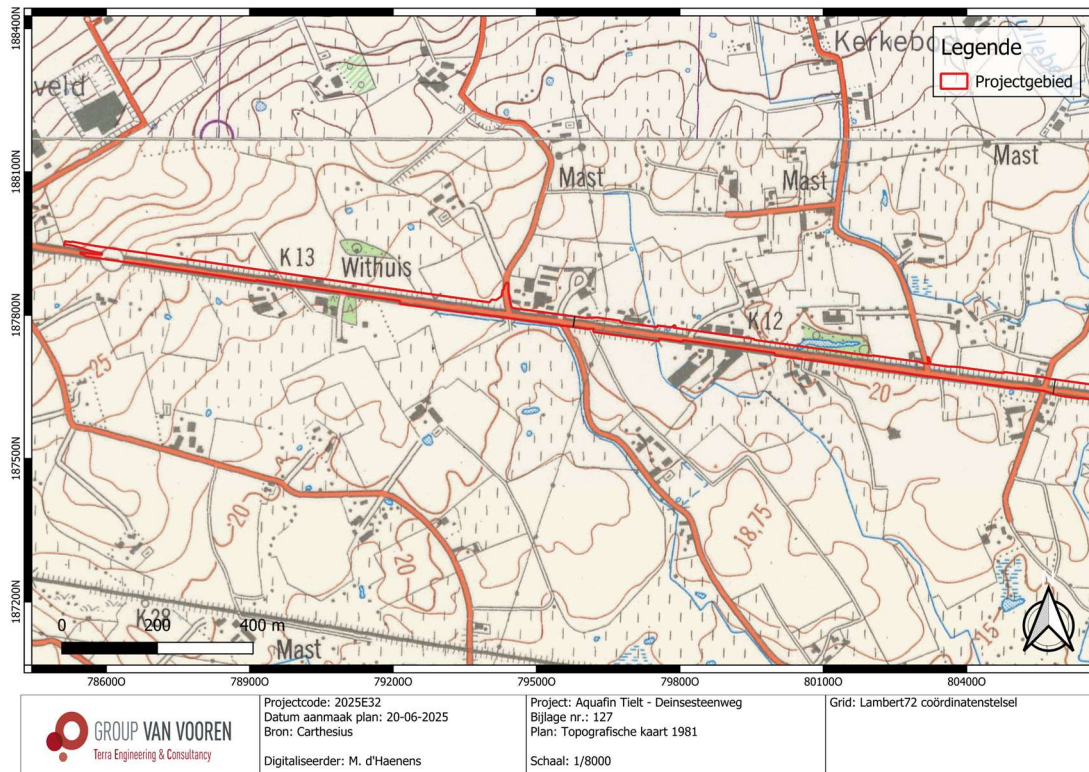 188400N
188100N
187800N
187500N
187200N
veld
Kerkebo
Legende
Projectgebied
Mast
Mast
Mast
K 13
Withuis
K 12
25
20
20
20
18,75
15
K 28
Mast
0 200 400 m
786000 789000 792000 795000 798000 801000 804000
GROUP VAN VOOREN
Terra Engineering & Consultancy
Projectcode: 2025E32
Datum aanmaak plan: 20-06-2025
Bron: Carthesius
Digitaliseerder: M. d'Haenens
Project: Aquafin Tielt - Deinsesteenweg
Bijlage nr.: 127
Plan: Topografische kaart 1981
Schaal: 1/8000
Grid: Lambert72 coördinatenstelsel